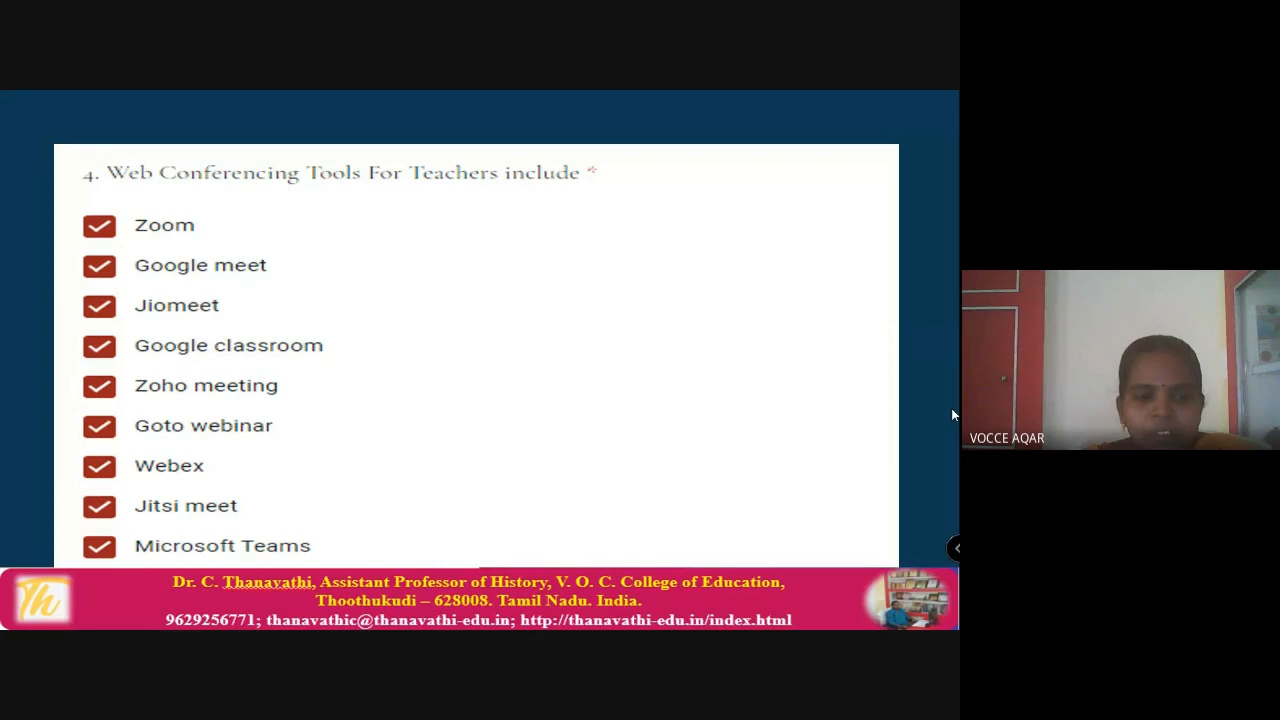 4. Web Conferencing Tools For Teachers include *
Zoom
Google meet
Jiomeet
Google classroom
Zoho meeting
Goto webinar
Webex
Jitsi meet
Microsoft Teams
Th
Dr. C. Thanavathi, Assistant Professor of History, V. O. C. College of Education,
Thoothukudi – 628008. Tamil Nadu. India.
9629256771; thanavathic@thanavathi-edu.in; http://thanavathi-edu.in/index.html
VOCCE AQAR